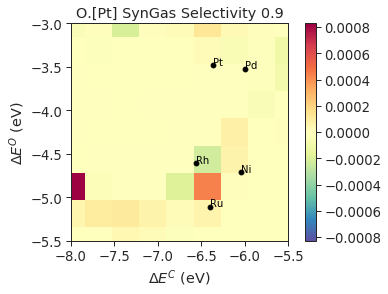 O.[Pt] SynGas Selectivity 0.9
−3.0
−3.5
−4.0
−4.5
−5.0
−5.5
ΔE^O (eV)
Pt
Pd
Rh
Ni
Ru
−8.0 −7.5 −7.0 −6.5 −6.0 −5.5
ΔE^C (eV)
0.0008
0.0006
0.0004
0.0002
0.0000
−0.0002
−0.0004
−0.0006
−0.0008